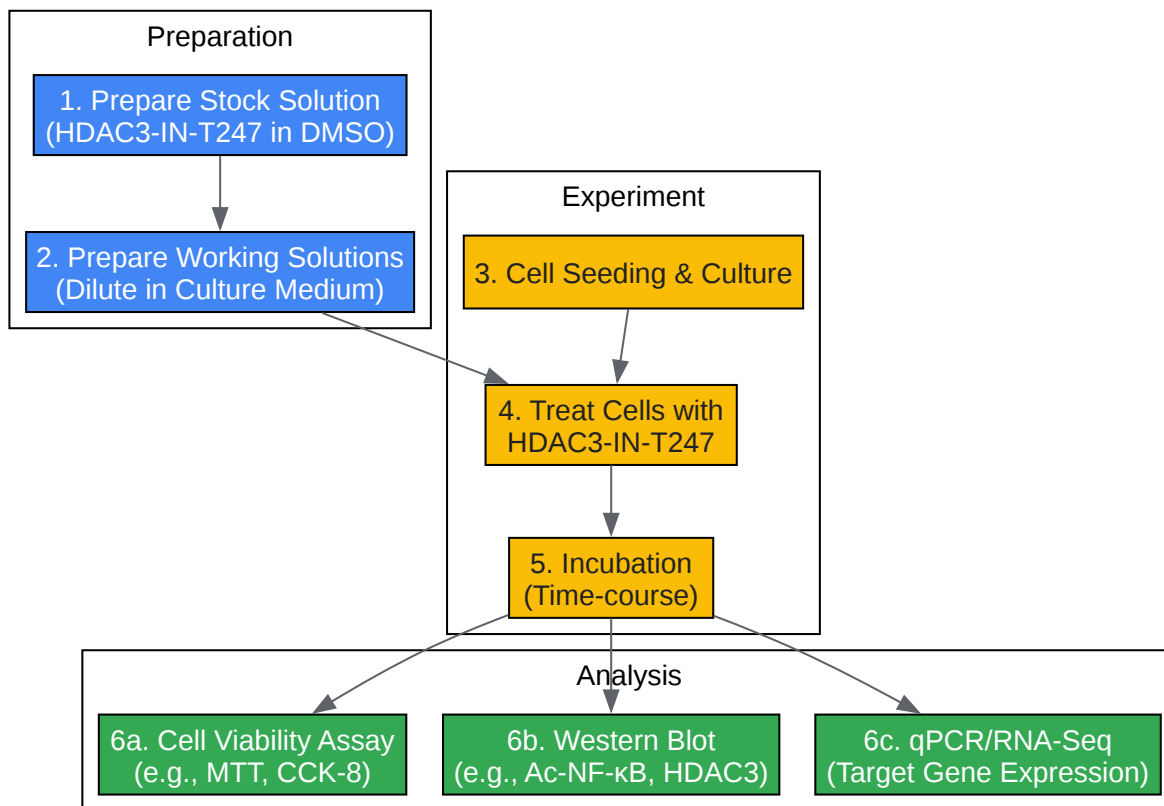 Preparation
1. Prepare Stock Solution
(HDAC3-IN-T247 in DMSO)
2. Prepare Working Solutions
(Dilute in Culture Medium)
Experiment
3. Cell Seeding & Culture
4. Treat Cells with
HDAC3-IN-T247
5. Incubation
(Time-course)
Analysis
6a. Cell Viability Assay
(e.g., MTT, CCK-8)
6b. Western Blot
(e.g., Ac-NF-κB, HDAC3)
6c. qPCR/RNA-Seq
(Target Gene Expression)